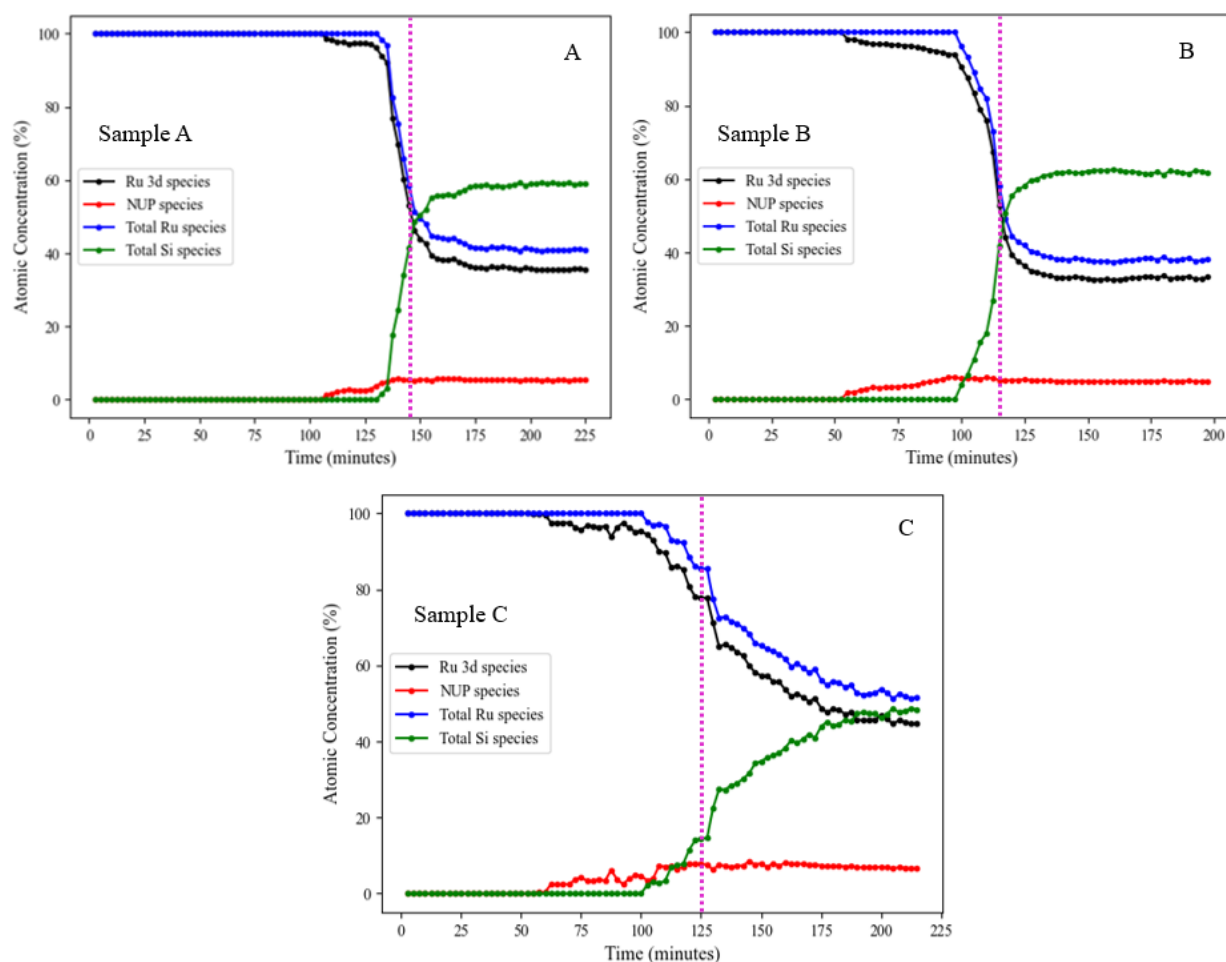 A
Sample A
Ru 3d species
NUP species
Total Ru species
Total Si species
Atomic Concentration (%)
100
80
60
40
20
0
0 25 50 75 100 125 150 175 200 225
Time (minutes)
B
Sample B
Ru 3d species
NUP species
Total Ru species
Total Si species
Atomic Concentration (%)
100
80
60
40
20
0
0 25 50 75 100 125 150 175 200
Time (minutes)
C
Sample C
Ru 3d species
NUP species
Total Ru species
Total Si species
Atomic Concentration (%)
100
80
60
40
20
0
0 25 50 75 100 125 150 175 200 225
Time (minutes)